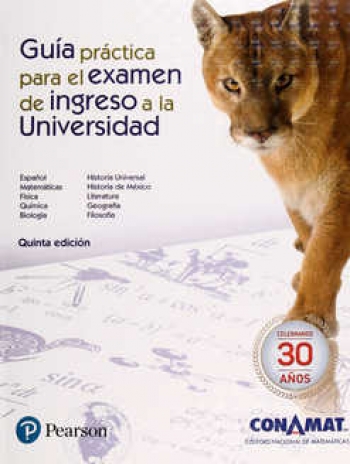 Guía práctica
para el examen
de ingreso a la
Universidad
Español
Matemáticas
Física
Química
Biología
Historia Universal
Historia de México
Literatura
Geografía
Filosofía
Quinta edición
CELEBRANDO
30
AÑOS
Pearson
CONAMAT
COLEGIO NACIONAL DE MATEMÁTICAS